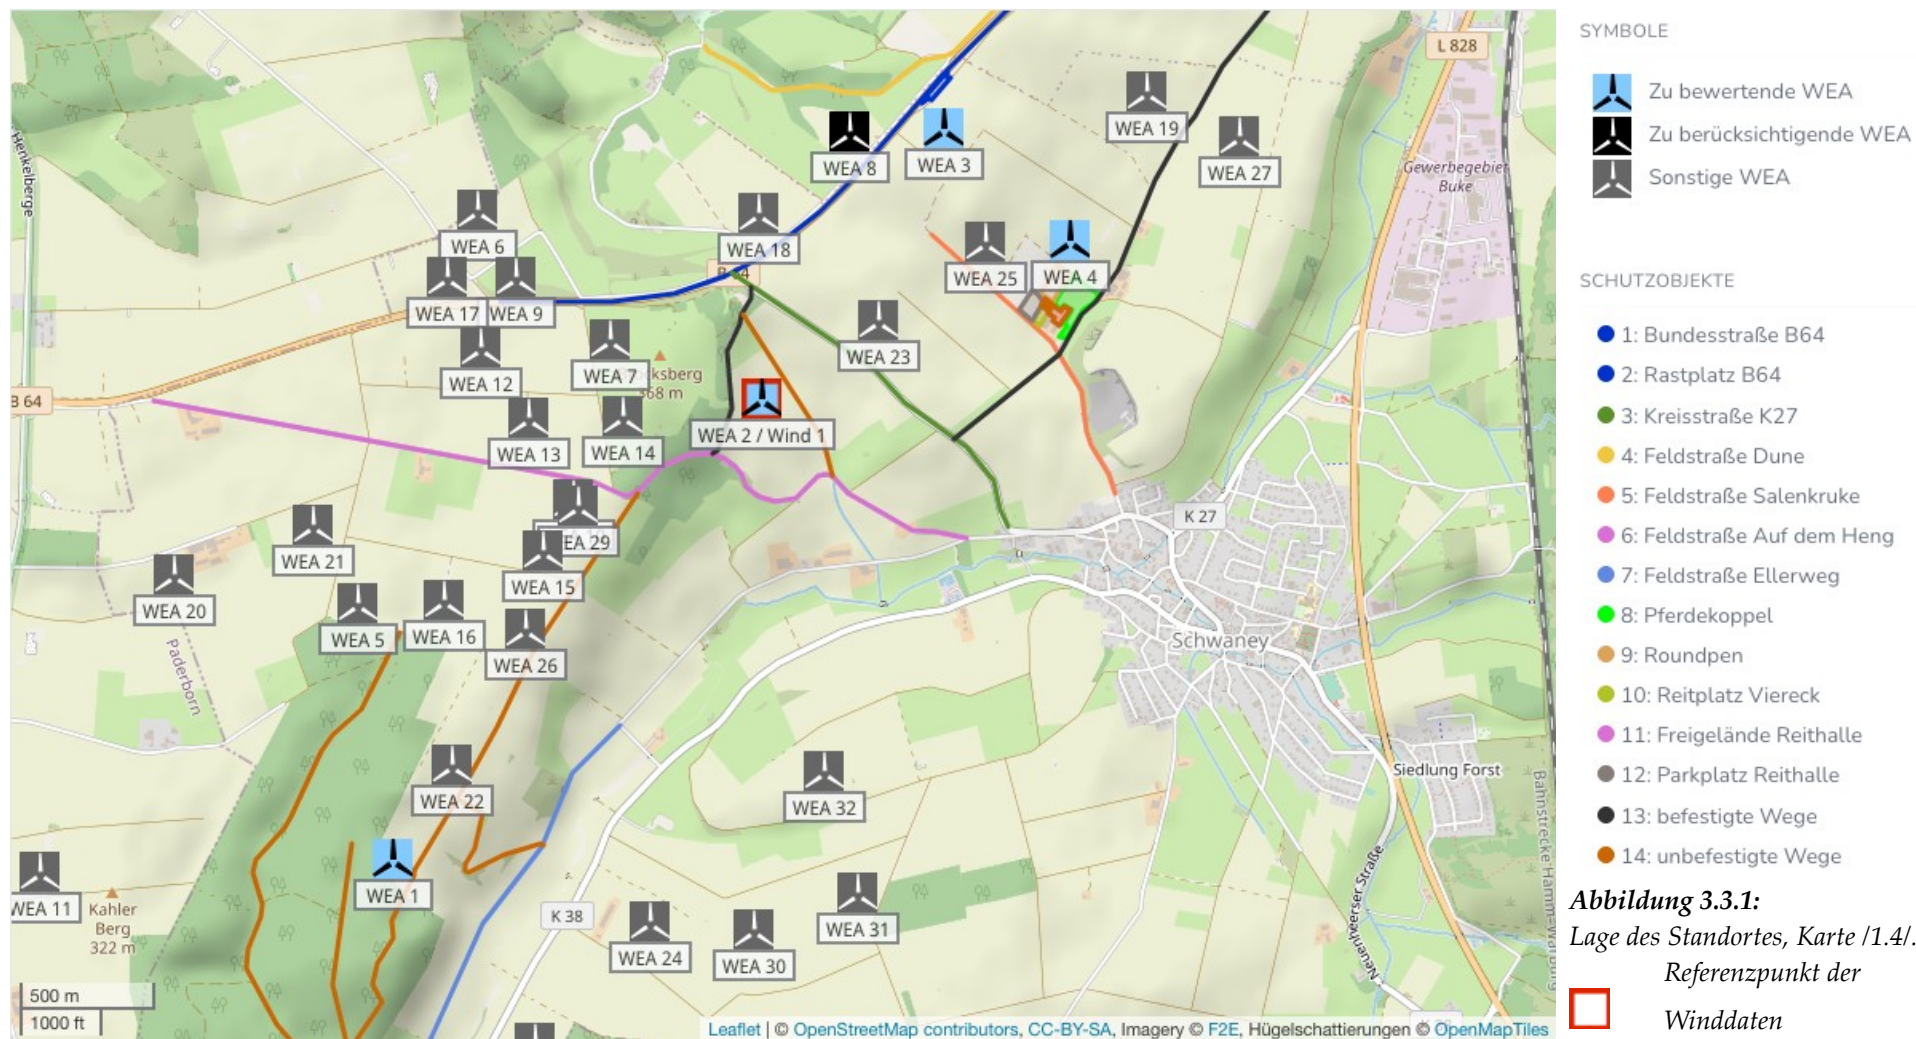 Henkelberge
L 828
WEA 19
WEA 8
WEA 3
WEA 27
Gewerbegebiet
Buke
WEA 6
WEA 18
WEA 25
WEA 4
WEA 17
WEA 9
WEA 23
WEA 12
WEA 7
368 m
B 64
WEA 2 / Wind 1
WEA 13
WEA 14
K 27
WEA 29
WEA 21
WEA 15
WEA 20
WEA 5
WEA 16
WEA 26
Paderborn
Schwaney
Siedlung Forst
WEA 22
WEA 32
Bahnstrecke Hamm-Warburg
WEA 1
WEA 11
Kahler
Berg
322 m
K 38
WEA 24
WEA 30
WEA 31
Neuenheerser Straße
500 m
1000 ft
Leaflet | © OpenStreetMap contributors, CC-BY-SA, Imagery © F2E, Hügelschattierungen © OpenMapTiles
SYMBOLE
Zu bewertende WEA
Zu berücksichtigende WEA
Sonstige WEA
SCHUTZOBJEKTE
1: Bundesstraße B64
2: Rastplatz B64
3: Kreisstraße K27
4: Feldstraße Dune
5: Feldstraße Salenkruke
6: Feldstraße Auf dem Heng
7: Feldstraße Ellerweg
8: Pferdekoppel
9: Roundpen
10: Reitplatz Viereck
11: Freigelände Reithalle
12: Parkplatz Reithalle
13: befestigte Wege
14: unbefestigte Wege
Abbildung 3.3.1:
Lage des Standortes, Karte /1.4/.
Referenzpunkt der
Winddaten